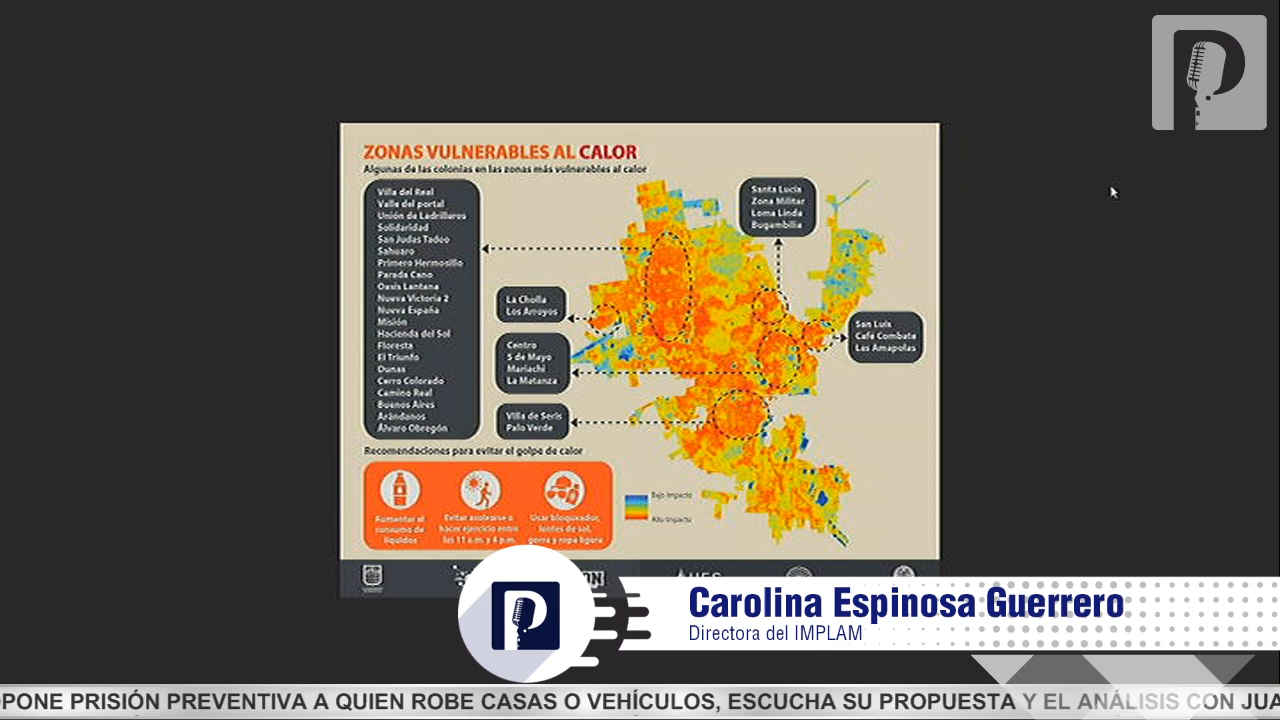 ZONAS VULNERABLES AL CALOR
Algunas de las colonias en las zonas más vulnerables al calor
Villa del Real
Valle del portal
Unión de Ladrilleros
Solidaridad
San Judas Tadeo
Sahuaro
Primero Hermosillo
Parada Cano
Oasis Lantana
Nueva Victoria 2
Nueva España
Misión
Hacienda del Sol
Floresta
El Triunfo
Dunas
Cerro Colorado
Camino Real
Buenos Aires
Arándanos
Álvaro Obregón
La Cholla
Los Arroyos
Centro
5 de Mayo
Mariachi
La Matanza
Villa de Seris
Palo Verde
Santa Lucía
Zona Militar
Loma Linda
Bugambilia
San Luis
Café Combate
Las Amapolas
Recomendaciones para evitar el golpe de calor
Aumentar el
consumo de
líquidos
Evitar asolearse o
hacer ejercicio entre
las 11 a.m. y 4 p.m.
Usar bloqueador,
lentes de sol,
gorra y ropa ligera
Bajo Impacto
Alto Impacto
Carolina Espinosa Guerrero
Directora del IMPLAM
PONE PRISIÓN PREVENTIVA A QUIEN ROBE CASAS O VEHÍCULOS, ESCUCHA SU PROPUESTA Y EL ANÁLISIS CON JUA